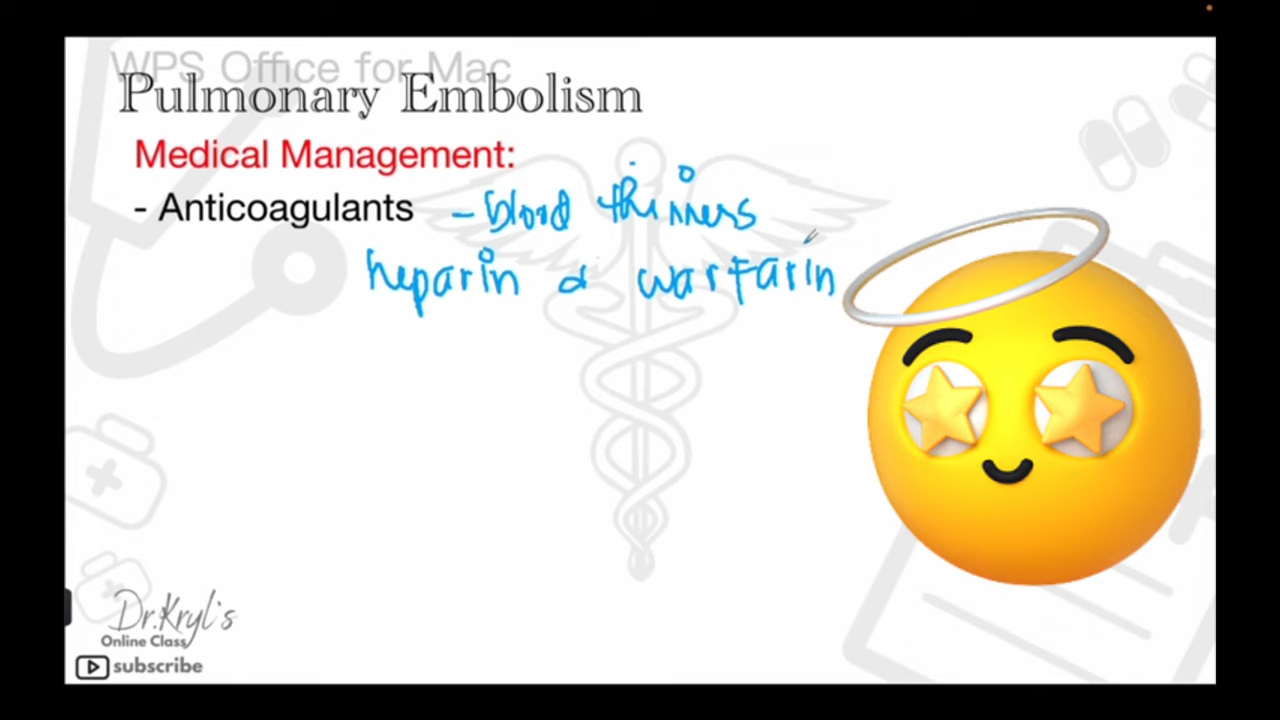 WPS Office for Mac
Pulmonary Embolism
Medical Management:
- Anticoagulants - blood thinners
heparin & warfarin
Dr.Kryl's
Online Class
subscribe